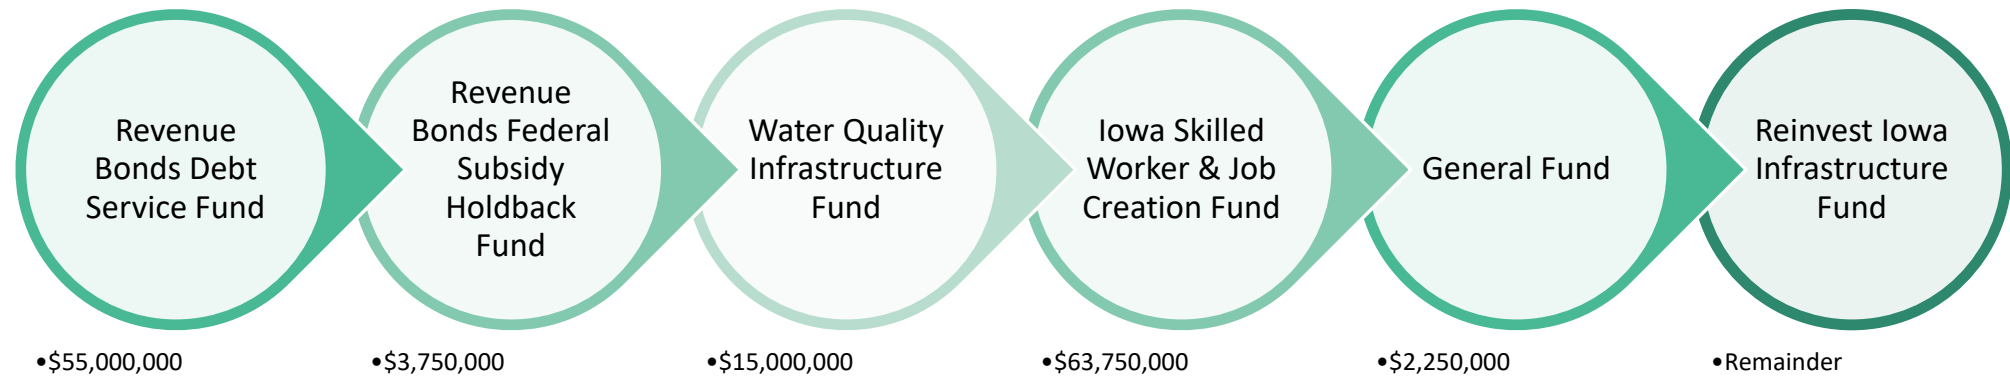 Revenue
Bonds Debt
Service Fund
Revenue
Bonds Federal
Subsidy
Holdback
Fund
Water Quality
Infrastructure
Fund
Iowa Skilled
Worker & Job
Creation Fund
General Fund
Reinvest Iowa
Infrastructure
Fund
•$55,000,000
•$3,750,000
•$15,000,000
•$63,750,000
•$2,250,000
•Remainder